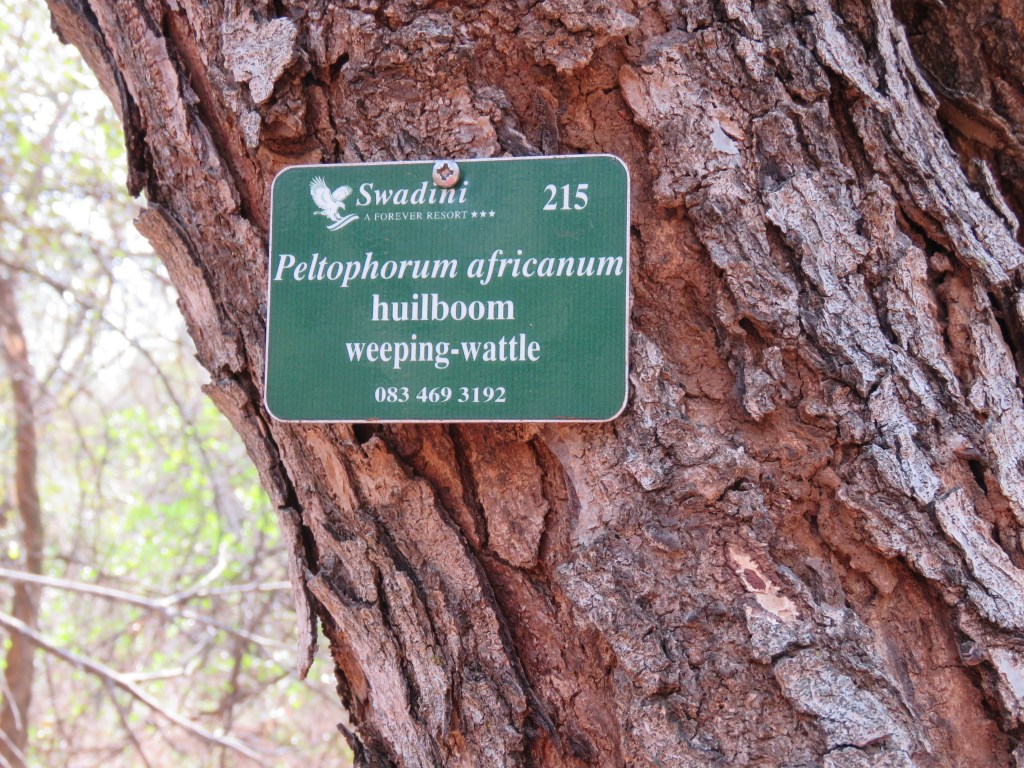 Swadini
A FOREVER RESORT ★★★
215
Peltophorum africanum
huilboom
weeping-wattle
083 469 3192